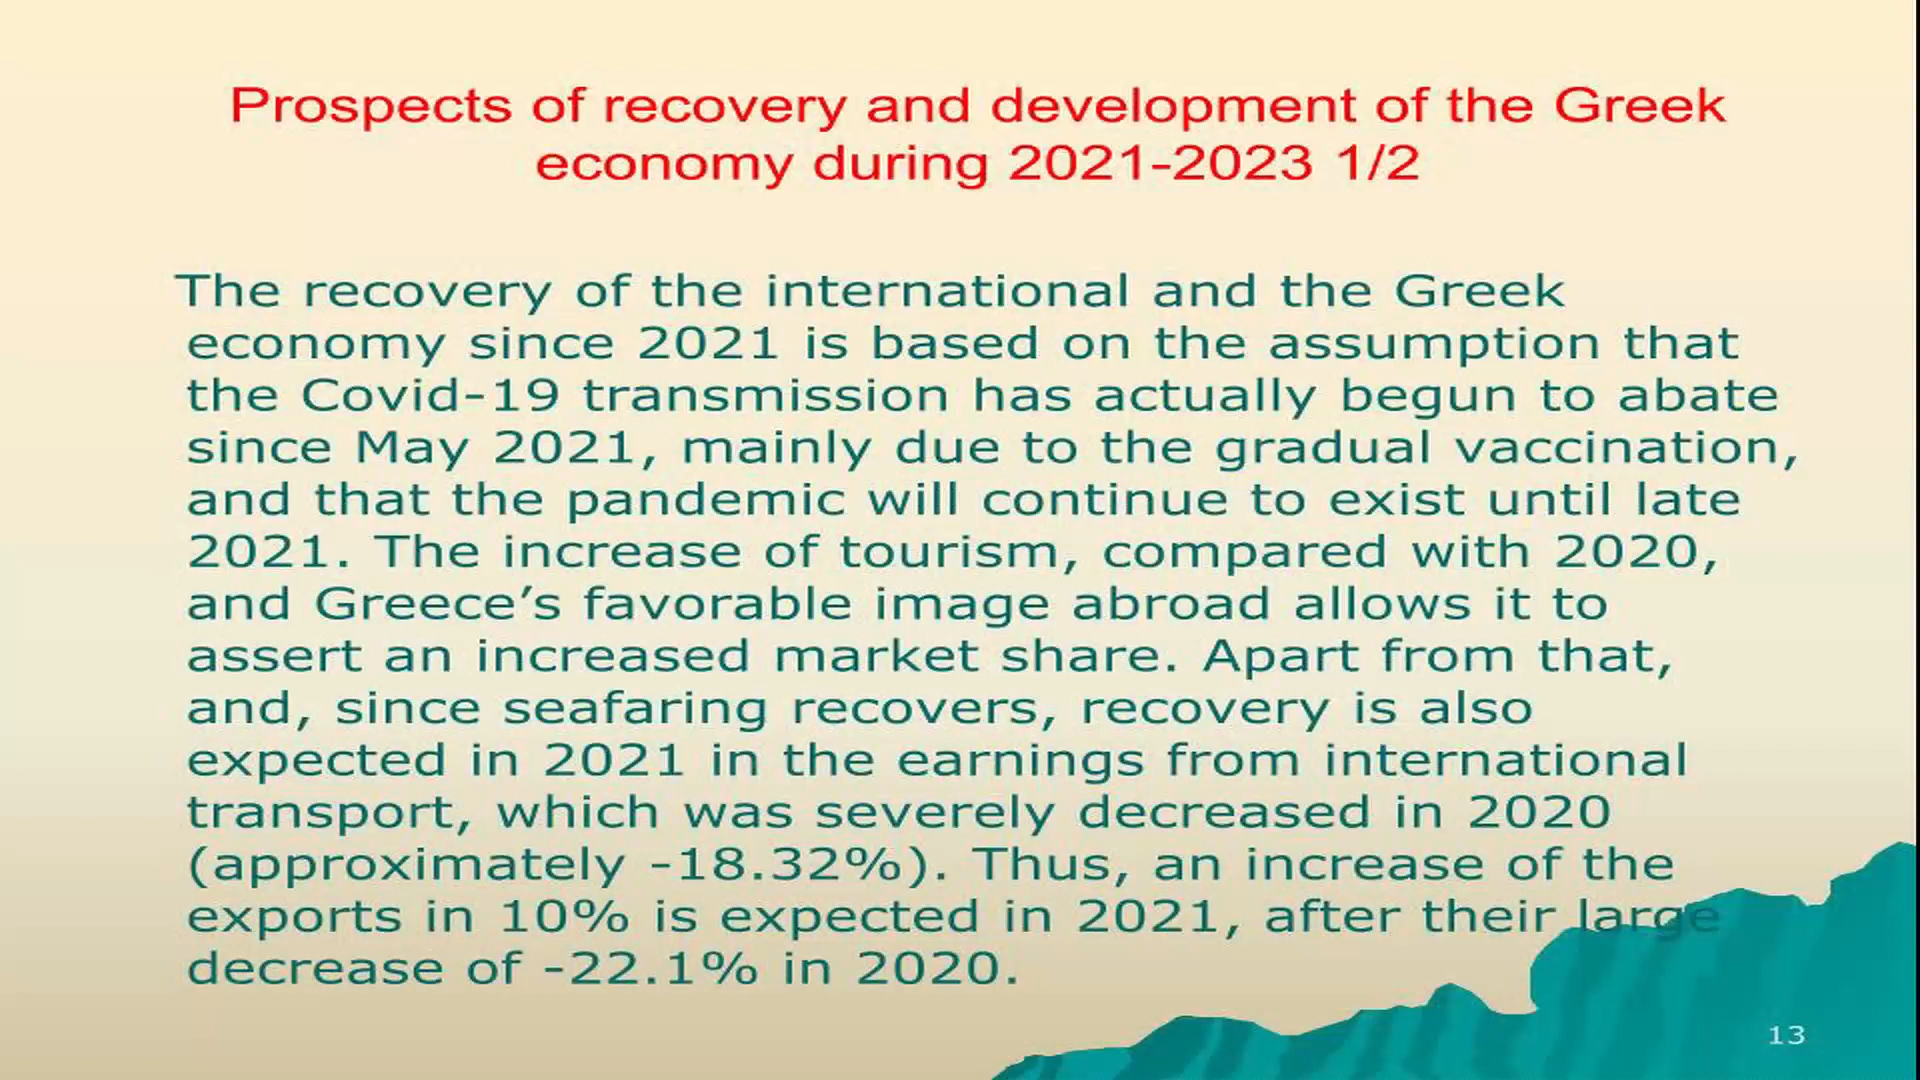 Prospects of recovery and development of the Greek
economy during 2021-2023 1/2
The recovery of the international and the Greek
economy since 2021 is based on the assumption that
the Covid-19 transmission has actually begun to abate
since May 2021, mainly due to the gradual vaccination,
and that the pandemic will continue to exist until late
2021. The increase of tourism, compared with 2020,
and Greece’s favorable image abroad allows it to
assert an increased market share. Apart from that,
and, since seafaring recovers, recovery is also
expected in 2021 in the earnings from international
transport, which was severely decreased in 2020
(approximately -18.32%). Thus, an increase of the
exports in 10% is expected in 2021, after their large
decrease of -22.1% in 2020.
13